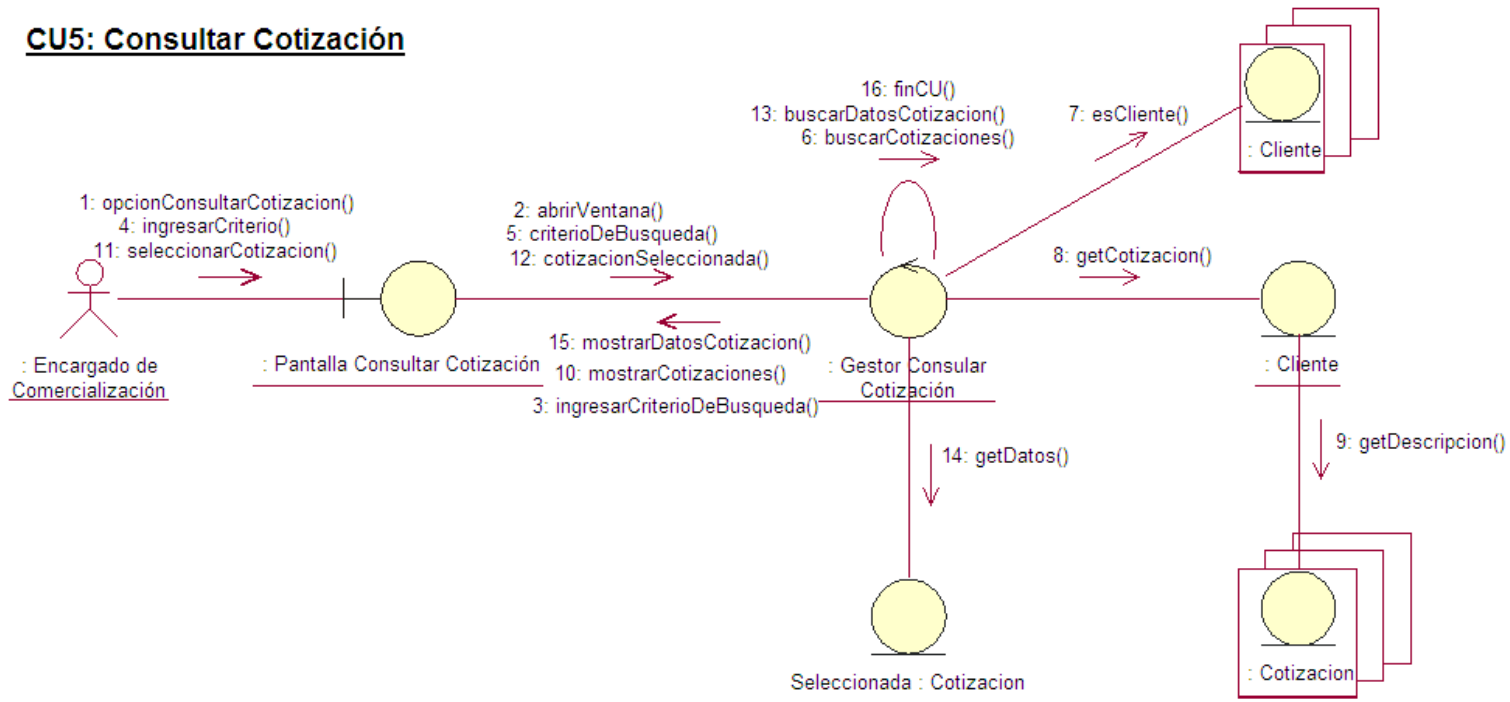 CU5: Consultar Cotización
16: finCU()
13: buscarDatosCotizacion()
6: buscarCotizaciones()
7: esCliente()
: Cliente
1: opcionConsultarCotizacion()
4: ingresarCriterio()
11: seleccionarCotizacion()
2: abrirVentana()
5: criterioDeBusqueda()
12: cotizacionSeleccionada()
8: getCotizacion()
15: mostrarDatosCotizacion()
10: mostrarCotizaciones()
3: ingresarCriterioDeBusqueda()
: Encargado de
Comercialización
: Pantalla Consultar Cotización
: Gestor Consular
Cotización
: Cliente
14: getDatos()
9: getDescripcion()
Seleccionada : Cotizacion
: Cotizacion